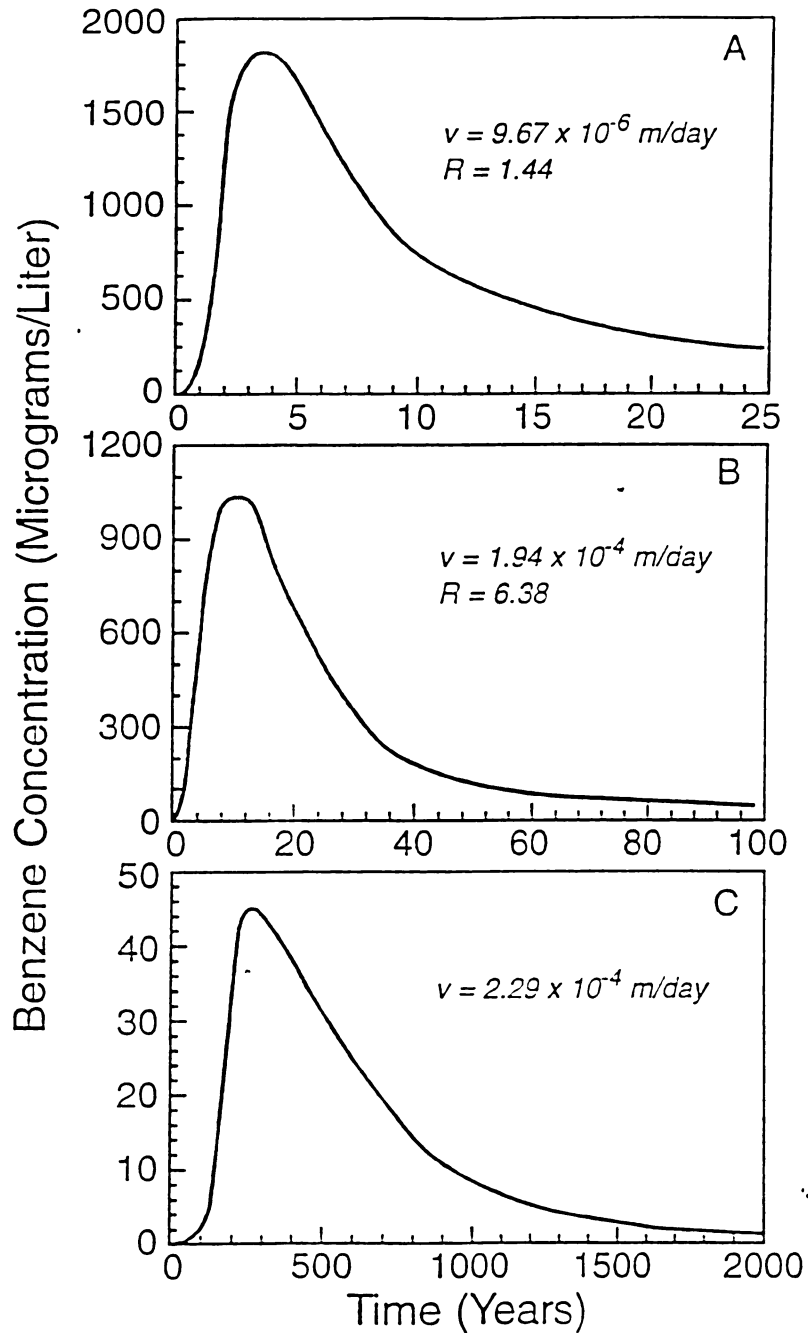 Benzene Concentration (Micrograms/Liter)
2000
1500
1000
500
0
A
v = 9.67 x 10⁻⁶ m/day
R = 1.44
0 5 10 15 20 25
1200
900
600
300
0
B
v = 1.94 x 10⁻⁴ m/day
R = 6.38
0 20 40 60 80 100
50
40
30
20
10
0
C
v = 2.29 x 10⁻⁴ m/day
0 500 1000 1500 2000
Time (Years)